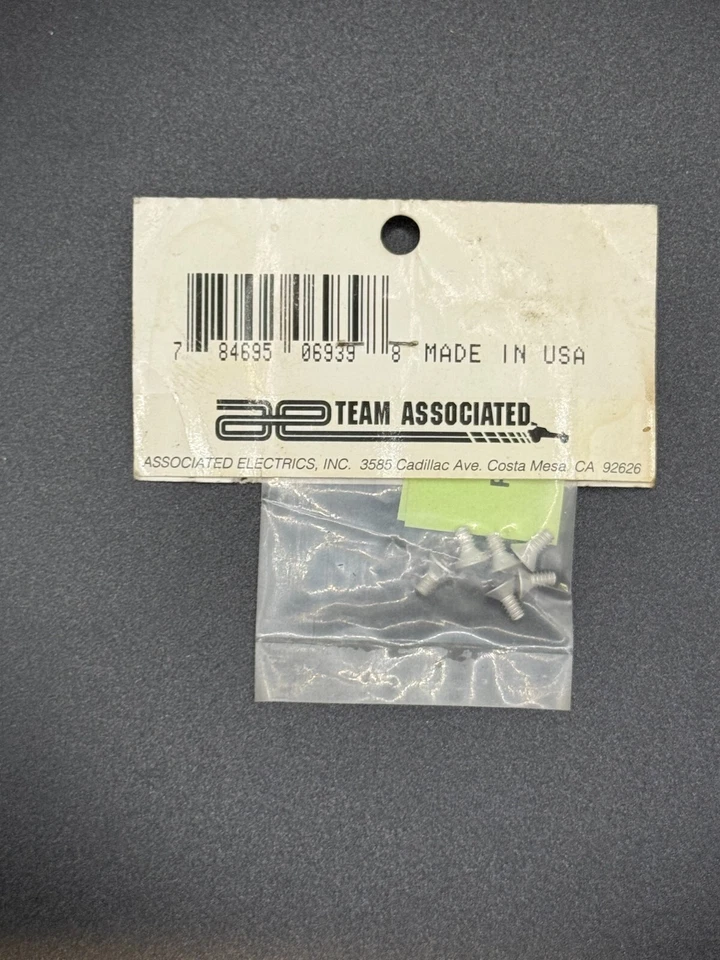 7 84695 06939 8 MADE IN USA
ae TEAM ASSOCIATED
ASSOCIATED ELECTRICS, INC. 3585 Cadillac Ave. Costa Mesa, CA 92626